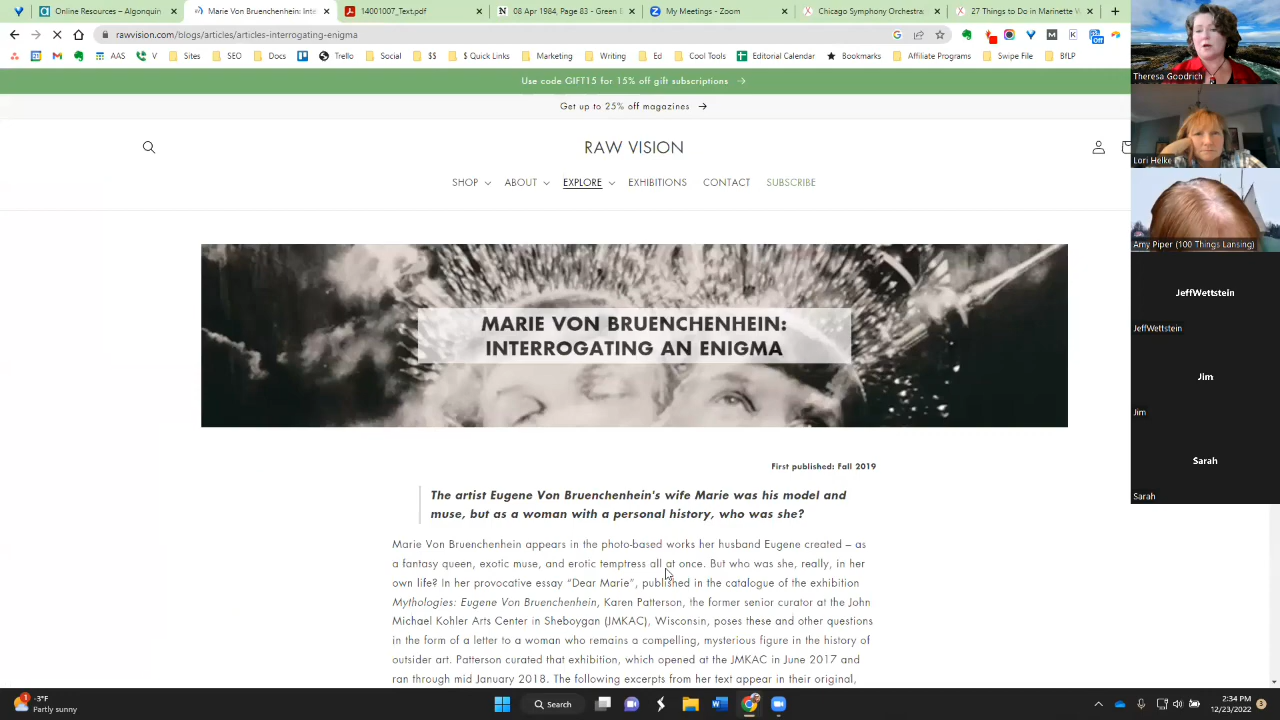 Online Resources – Algonquin
Marie Von Bruenchenhein: Inte
14001007_Text.pdf
08 Apr 1984, Page 83 - Green
My Meetings - Zoom
Chicago Symphony Orchestra
27 Things to Do in Marinette W
rawvision.com/blogs/articles/articles-interrogating-enigma
AAS
V
Sites
SEO
Docs
Trello
Social
$$
$ Quick Links
Marketing
Writing
Ed
Cool Tools
Editorial Calendar
Bookmarks
Affiliate Programs
Swipe File
BfLP
Off
Use code GIFT15 for 15% off gift subscriptions →
Get up to 25% off magazines →
RAW VISION
SHOP
ABOUT
EXPLORE
EXHIBITIONS
CONTACT
SUBSCRIBE
MARIE VON BRUENCHENHEIN:
INTERROGATING AN ENIGMA
First published: Fall 2019
The artist Eugene Von Bruenchenhein's wife Marie was his model and
muse, but as a woman with a personal history, who was she?
Marie Von Bruenchenhein appears in the photo-based works her husband Eugene created – as
a fantasy queen, exotic muse, and erotic temptress all at once. But who was she, really, in her
own life? In her provocative essay “Dear Marie”, published in the catalogue of the exhibition
Mythologies: Eugene Von Bruenchenhein, Karen Patterson, the former senior curator at the John
Michael Kohler Arts Center in Sheboygan (JMKAC), Wisconsin, poses these and other questions
in the form of a letter to a woman who remains a compelling, mysterious figure in the history of
outsider art. Patterson curated that exhibition, which opened at the JMKAC in June 2017 and
ran through mid January 2018. The following excerpts from her text appear in their original,
Theresa Goodrich
Lori Helke
Amy Piper (100 Things Lansing)
JeffWettstein
JeffWettstein
Jim
Jim
Sarah
Sarah
1
-3°F
Partly sunny
Search
2:34 PM
12/23/2022
3